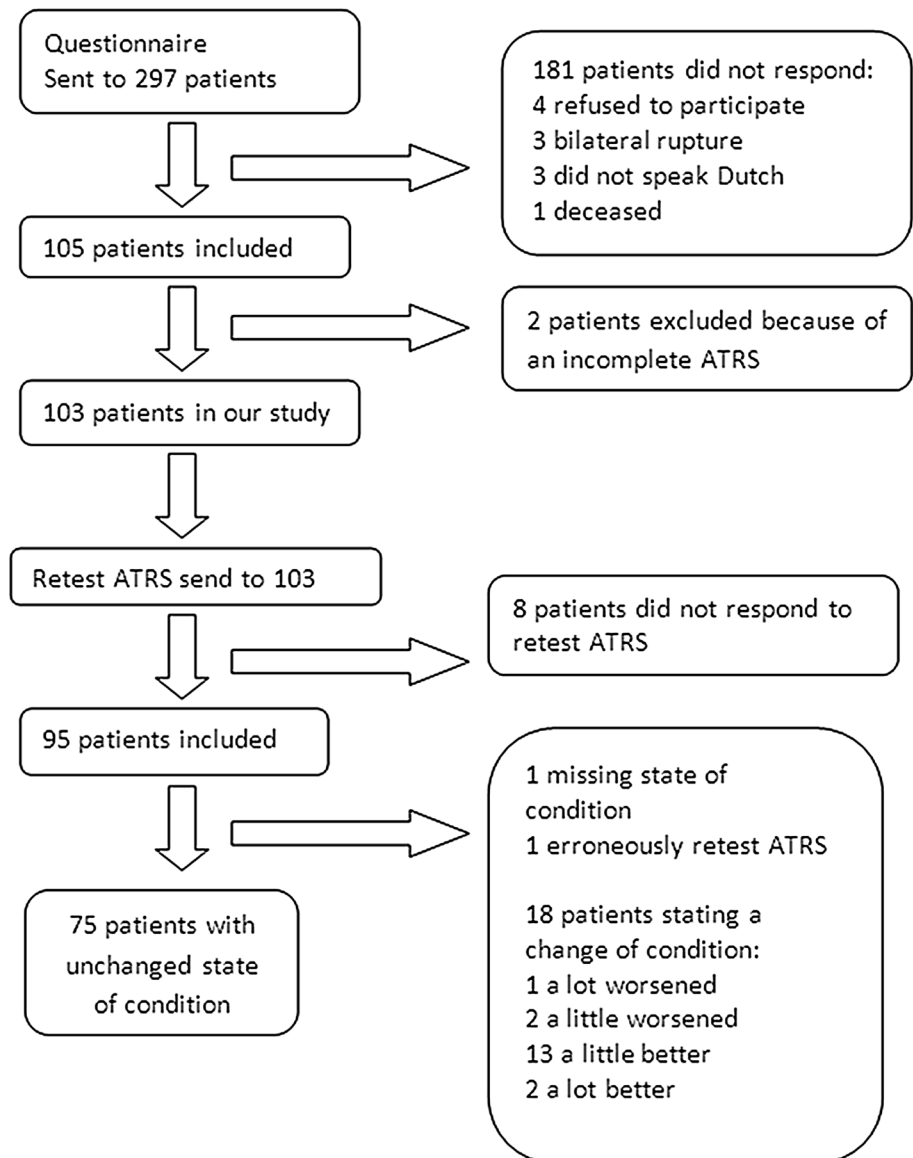 Questionnaire
Sent to 297 patients
181 patients did not respond:
4 refused to participate
3 bilateral rupture
3 did not speak Dutch
1 deceased
105 patients included
2 patients excluded because of
an incomplete ATRS
103 patients in our study
Retest ATRS send to 103
8 patients did not respond to
retest ATRS
95 patients included
1 missing state of
condition
1 erroneously retest ATRS
18 patients stating a
change of condition:
1 a lot worsened
2 a little worsened
13 a little better
2 a lot better
75 patients with
unchanged state
of condition